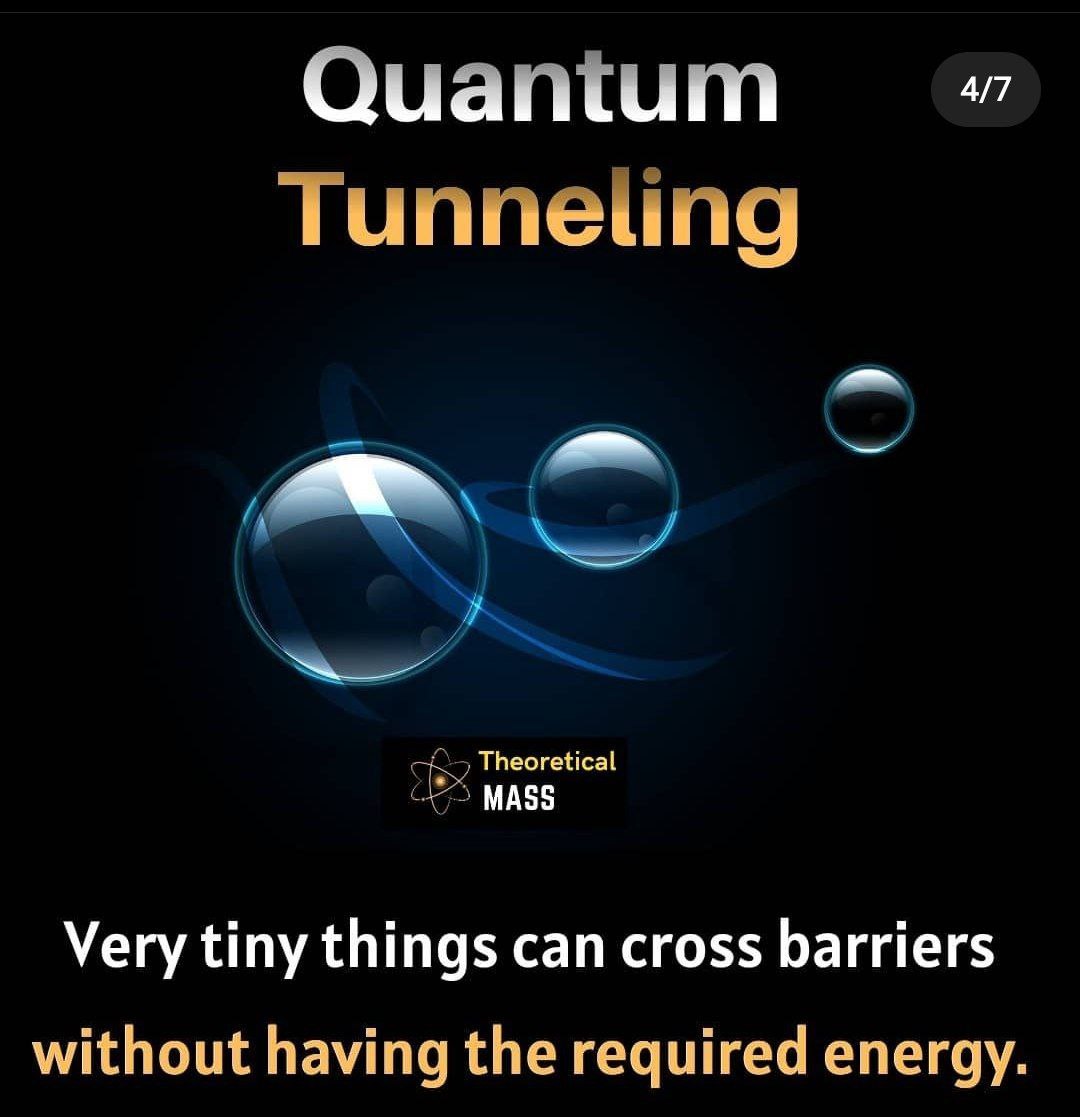 Quantum
4/7
Tunneling
Theoretical
MASS
Very tiny things can cross barriers
without having the required energy.